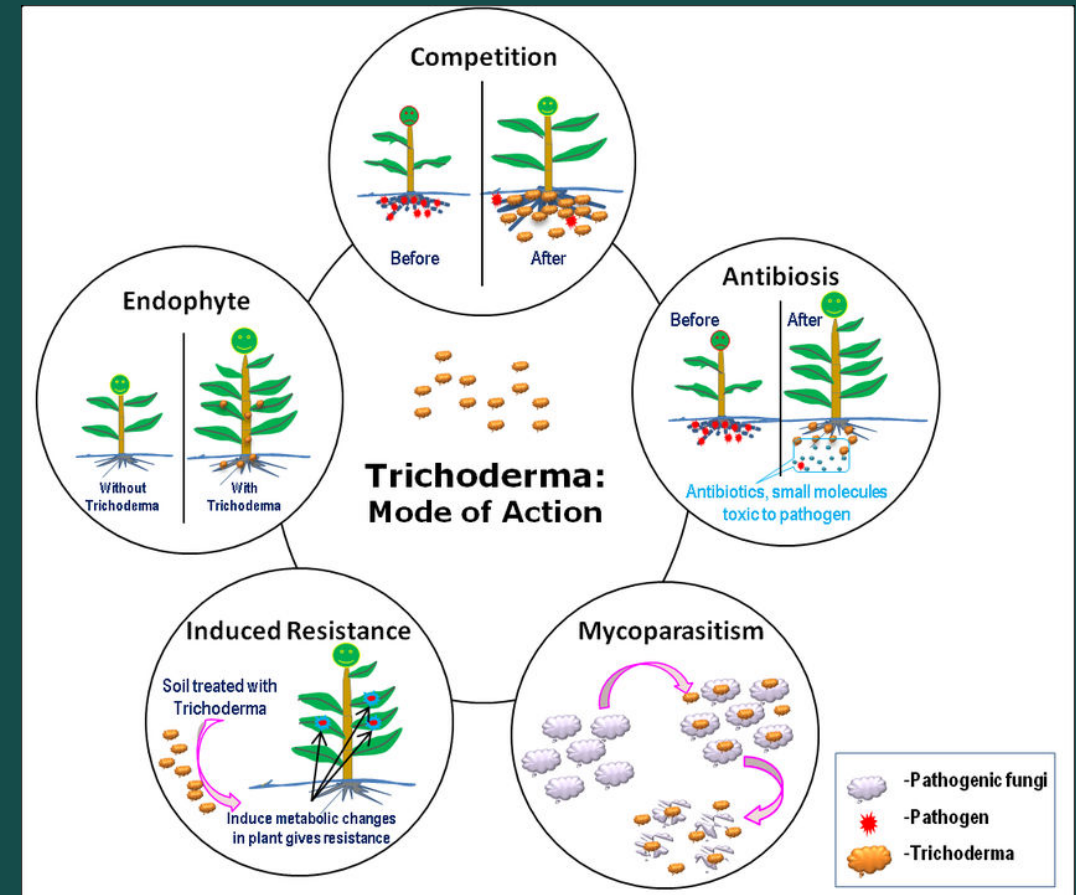 Competition
Before
After
Antibiosis
Before
After
Antibiotics, small molecules
toxic to pathogen
Endophyte
Without
Trichoderma
With
Trichoderma
Trichoderma:
Mode of Action
Induced Resistance
Soil treated with
Trichoderma
Induce metabolic changes
in plant gives resistance
Mycoparasitism
-Pathogenic fungi
-Pathogen
-Trichoderma